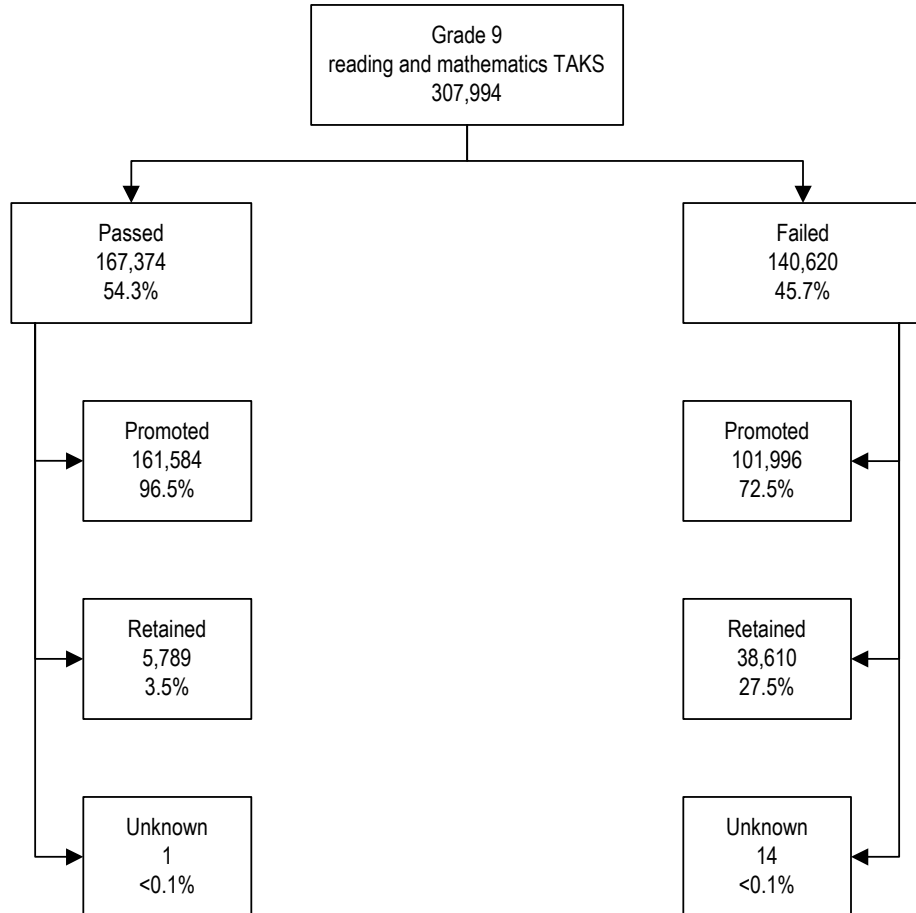 Grade 9
reading and mathematics TAKS
307,994
Passed
167,374
54.3%
Failed
140,620
45.7%
Promoted
161,584
96.5%
Promoted
101,996
72.5%
Retained
5,789
3.5%
Retained
38,610
27.5%
Unknown
1
<0.1%
Unknown
14
<0.1%